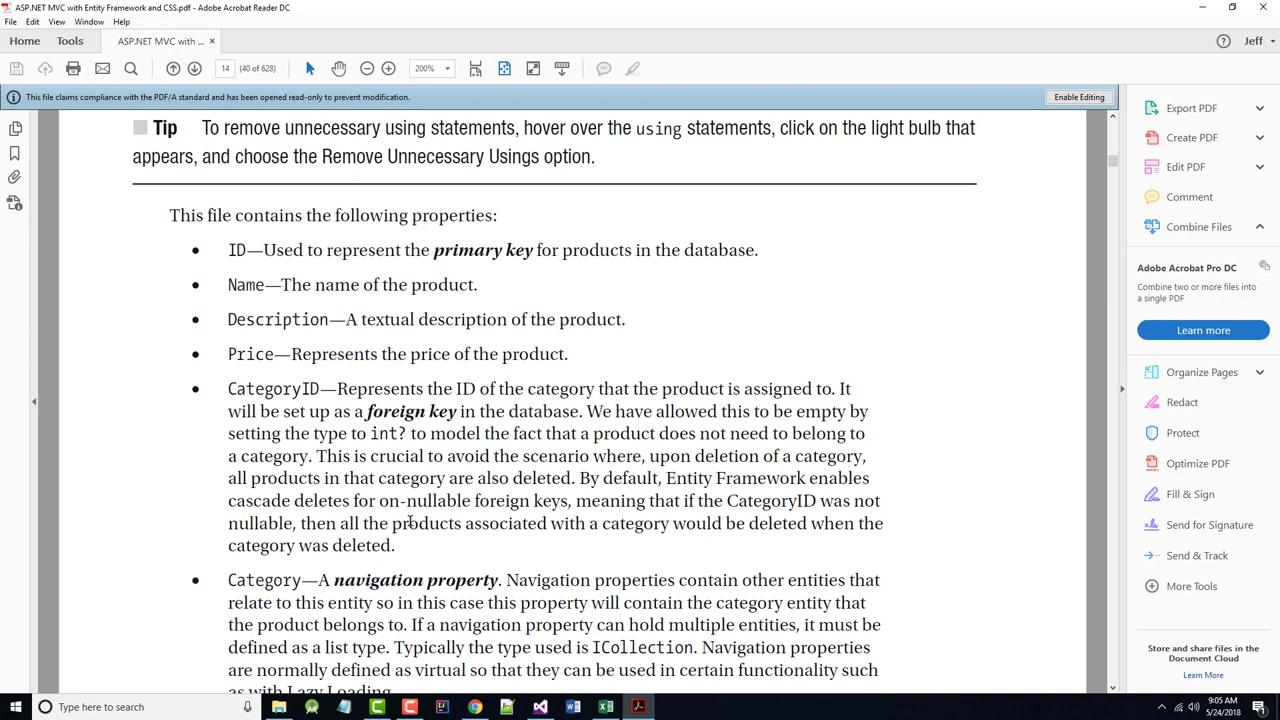 ASP.NET MVC with Entity Framework and CSS.pdf - Adobe Acrobat Reader DC
File Edit View Window Help
Home Tools ASP.NET MVC with ... × Jeff
14 (40 of 628) 200%
This file claims compliance with the PDF/A standard and has been opened read-only to prevent modification. Enable Editing
Tip To remove unnecessary using statements, hover over the using statements, click on the light bulb that
appears, and choose the Remove Unnecessary Usings option.
This file contains the following properties:
• ID—Used to represent the primary key for products in the database.
• Name—The name of the product.
• Description—A textual description of the product.
• Price—Represents the price of the product.
• CategoryID—Represents the ID of the category that the product is assigned to. It
will be set up as a foreign key in the database. We have allowed this to be empty by
setting the type to int? to model the fact that a product does not need to belong to
a category. This is crucial to avoid the scenario where, upon deletion of a category,
all products in that category are also deleted. By default, Entity Framework enables
cascade deletes for on-nullable foreign keys, meaning that if the CategoryID was not
nullable, then all the products associated with a category would be deleted when the
category was deleted.
• Category—A navigation property. Navigation properties contain other entities that
relate to this entity so in this case this property will contain the category entity that
the product belongs to. If a navigation property can hold multiple entities, it must be
defined as a list type. Typically the type used is ICollection. Navigation properties
are normally defined as virtual so that they can be used in certain functionality such
as with Lazy Loading.
Export PDF
Create PDF
Edit PDF
Comment
Combine Files
Adobe Acrobat Pro DC
Combine two or more files into
a single PDF
Learn more
Organize Pages
Redact
Protect
Optimize PDF
Fill & Sign
Send for Signature
Send & Track
More Tools
Store and share files in the
Document Cloud
Learn More
Type here to search
9:05 AM
5/24/2018